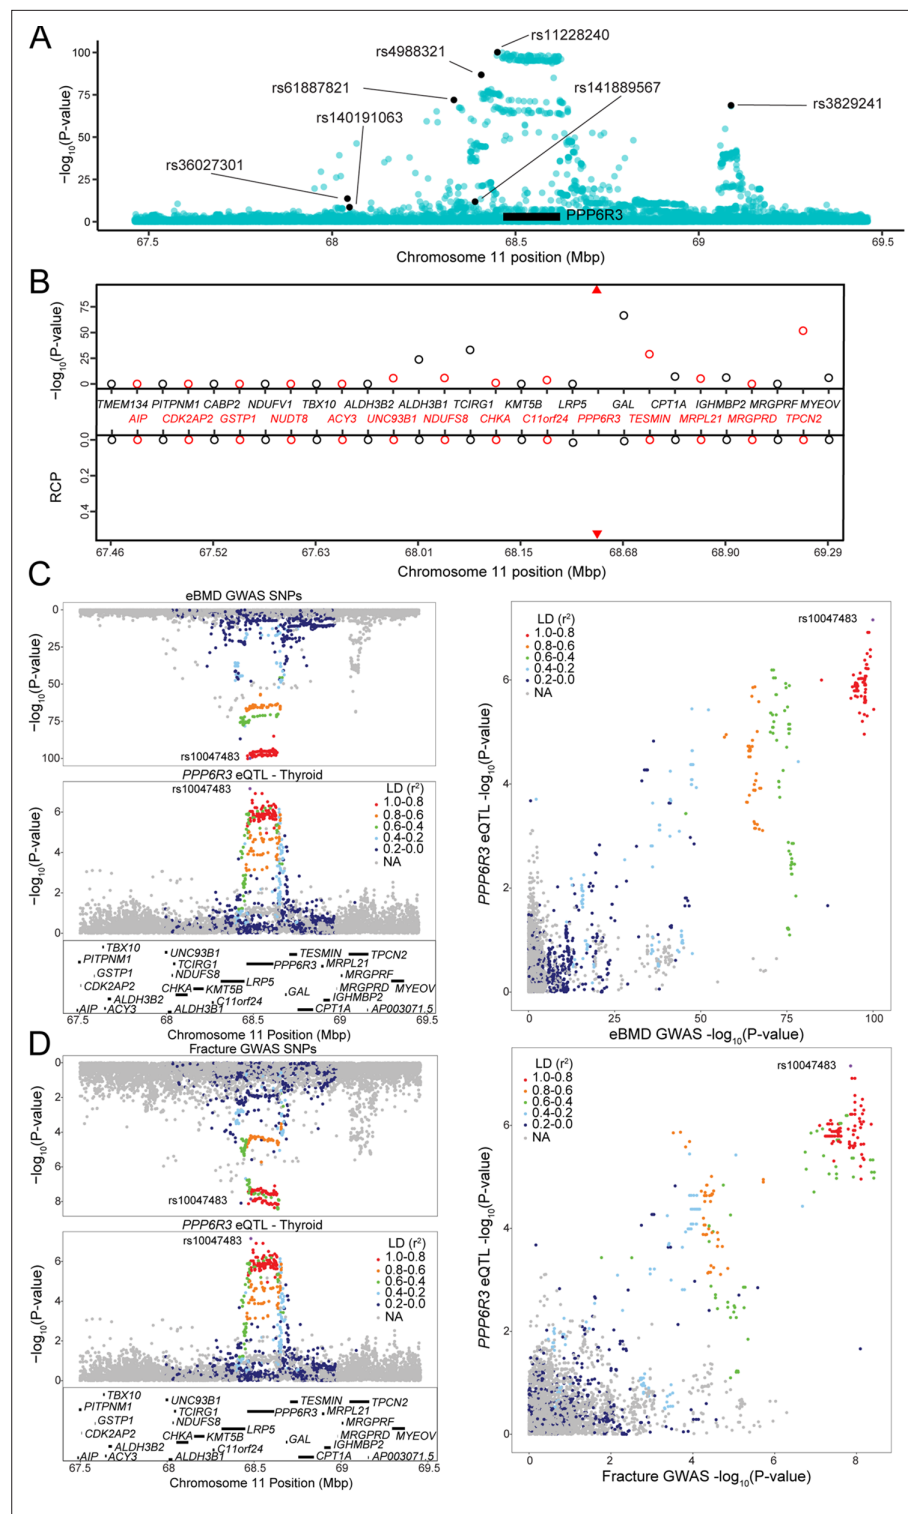 A
rs11228240
rs4988321
rs61887821
rs141889567
rs3829241
rs140191063
rs36027301
PPP6R3
−log10(P-value)
100
75
50
25
0
67.5 68 68.5 69 69.5
Chromosome 11 position (Mbp)
B
−log10(P-value)
75
50
25
0
TMEM134 PITPNM1 CABP2 NDUFV1 TBX10 ALDH3B2 ALDH3B1 TCIRG1 KMT5B LRP5 GAL CPT1A IGHMBP2 MRGPRF MYEOV
AIP CDK2AP2 GSTP1 NUDT8 ACY3 UNC93B1 NDUFS8 CHKA C11orf24 PPP6R3 TESMIN MRPL21 MRGPRD TPCN2
RCP
0.0
0.2
0.4
67.46 67.52 67.63 68.01 68.15 68.68 68.90 69.29
Chromosome 11 position (Mbp)
C
eBMD GWAS SNPs
−log10(P-value)
0
25
50
75
100
rs10047483
PPP6R3 eQTL - Thyroid
rs10047483
−log10(P-value)
6
4
2
0
LD (r2)
1.0-0.8
0.8-0.6
0.6-0.4
0.4-0.2
0.2-0.0
NA
TBX10 UNC93B1 TESMIN TPCN2
PITPNM1 TCIRG1 PPP6R3 MRPL21
GSTP1 NDUFS8 MRGPRF
CDK2AP2 CHKA KMT5B LRP5 MRGPRD MYEOV
ALDH3B2 C11orf24 GAL IGHMBP2
AIP ACY3 ALDH3B1 CPT1A AP003071.5
67.5 68 68.5 69 69.5
Chromosome 11 Position (Mbp)
LD (r2)
1.0-0.8
0.8-0.6
0.6-0.4
0.4-0.2
0.2-0.0
NA
rs10047483
PPP6R3 eQTL -log10(P-value)
6
4
2
0
0 25 50 75 100
eBMD GWAS -log10(P-value)
D
Fracture GWAS SNPs
−log10(P-value)
0
2
4
6
8
rs10047483
PPP6R3 eQTL - Thyroid
rs10047483
−log10(P-value)
6
4
2
0
LD (r2)
1.0-0.8
0.8-0.6
0.6-0.4
0.4-0.2
0.2-0.0
NA
TBX10 UNC93B1 TESMIN TPCN2
PITPNM1 TCIRG1 PPP6R3 MRPL21
GSTP1 NDUFS8 MRGPRF
CDK2AP2 CHKA KMT5B LRP5 MRGPRD MYEOV
ALDH3B2 C11orf24 GAL IGHMBP2
AIP ACY3 ALDH3B1 CPT1A AP003071.5
67.5 68 68.5 69 69.5
Chromosome 11 Position (Mbp)
LD (r2)
1.0-0.8
0.8-0.6
0.6-0.4
0.4-0.2
0.2-0.0
NA
rs10047483
PPP6R3 eQTL -log10(P-value)
6
4
2
0
0 2 4 6 8
Fracture GWAS -log10(P-value)